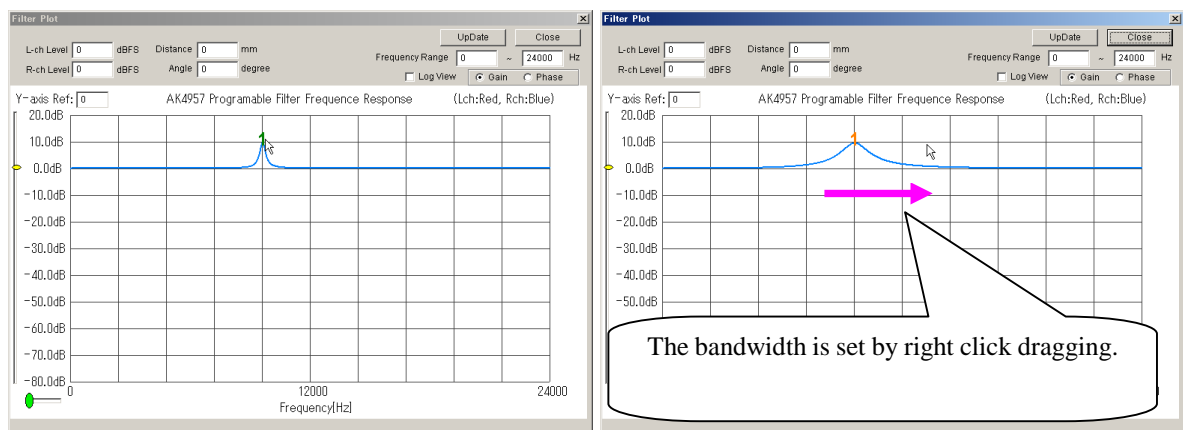 Filter Plot
UpDate Close
L-ch Level 0 dBFS Distance 0 mm Frequency Range 0 ~ 24000 Hz
R-ch Level 0 dBFS Angle 0 degree
Log View Gain Phase
Y-axis Ref: 0 AK4957 Programable Filter Frequence Response (Lch:Red, Rch:Blue)
20.0dB
1
10.0dB
0.0dB
-10.0dB
-20.0dB
-30.0dB
-40.0dB
-50.0dB
-60.0dB
-70.0dB
-80.0dB
0 12000 24000
Frequency[Hz]
Filter Plot
UpDate Close
L-ch Level 0 dBFS Distance 0 mm Frequency Range 0 ~ 24000 Hz
R-ch Level 0 dBFS Angle 0 degree
Log View Gain Phase
Y-axis Ref: 0 AK4957 Programable Filter Frequence Response (Lch:Red, Rch:Blue)
20.0dB
1
10.0dB
0.0dB
-10.0dB
-20.0dB
-30.0dB
-40.0dB
-50.0dB
The bandwidth is set by right click dragging.